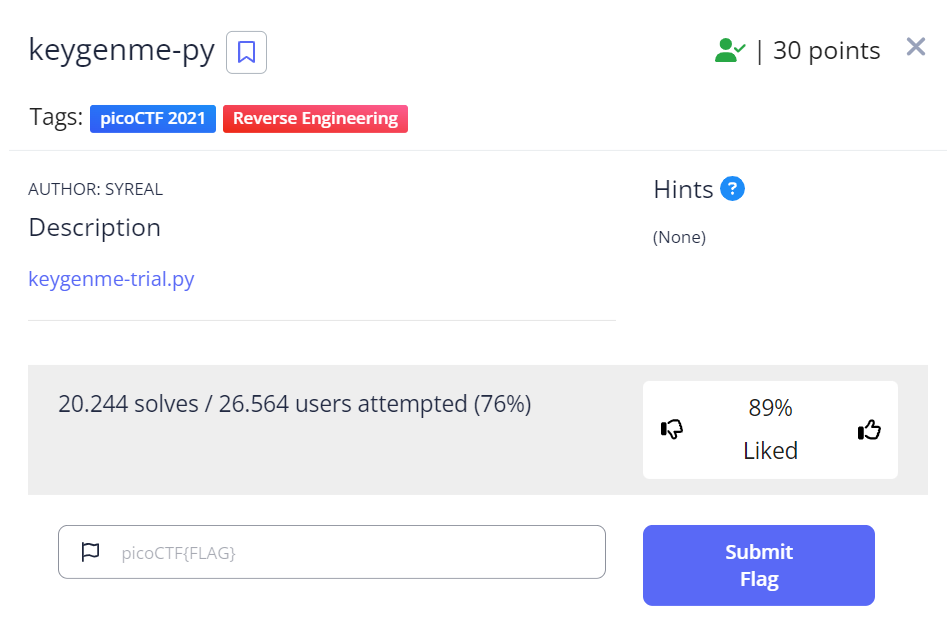 keygenme-py
| 30 points
Tags: picoCTF 2021 Reverse Engineering
AUTHOR: SYREAL
Description
keygenme-trial.py
Hints ?
(None)
20.244 solves / 26.564 users attempted (76%)
89%
Liked
picoCTF{FLAG}
Submit
Flag